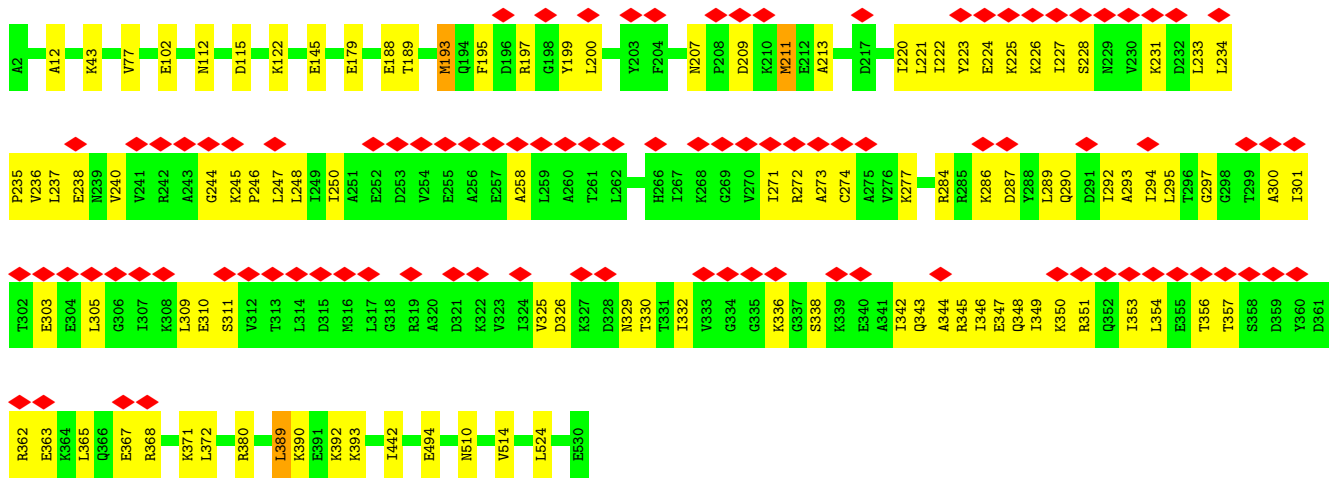 A2 A12 K43 V77 E102 N112 D115 K122 E145 E179 E188 T189 M193 Q194 F195 D196 R197 G198 Y199 L200 Y203 F204 N207 P208 D209 K210 M211 E212 A213 D217 I220 L221 I222 Y223 E224 K225 K226 I227 S228 N229 V230 K231 D232 L233 L234
P235 V236 L237 E238 N239 V240 V241 R242 A243 G244 K245 P246 L247 L248 I249 I250 A251 E252 D253 V254 E255 A256 E257 A258 L259 A260 T261 L262 H266 I267 K268 G269 V270 I271 R272 A273 C274 A275 V276 K277 R284 R285 K286 D287 Y288 L289 Q290 D291 I292 A293 I294 L295 T296 G297 G298 T299 A300 I301
T302 E303 E304 L305 G306 I307 K308 L309 E310 S311 V312 T313 L314 D315 M316 L317 G318 R319 A320 D321 K322 V323 I324 V325 D326 K327 D328 N329 T330 T331 I332 V333 G334 G335 K336 G337 S338 K339 E340 A341 I342 Q343 A344 R345 I346 E347 Q348 I349 K350 R351 Q352 I353 L354 E355 T356 T357 S358 D359 Y360 D361
R362 E363 K364 L365 Q366 E367 R368 K371 L372 R380 L389 K390 E391 K392 K393 I442 E494 N510 V514 L524 E530